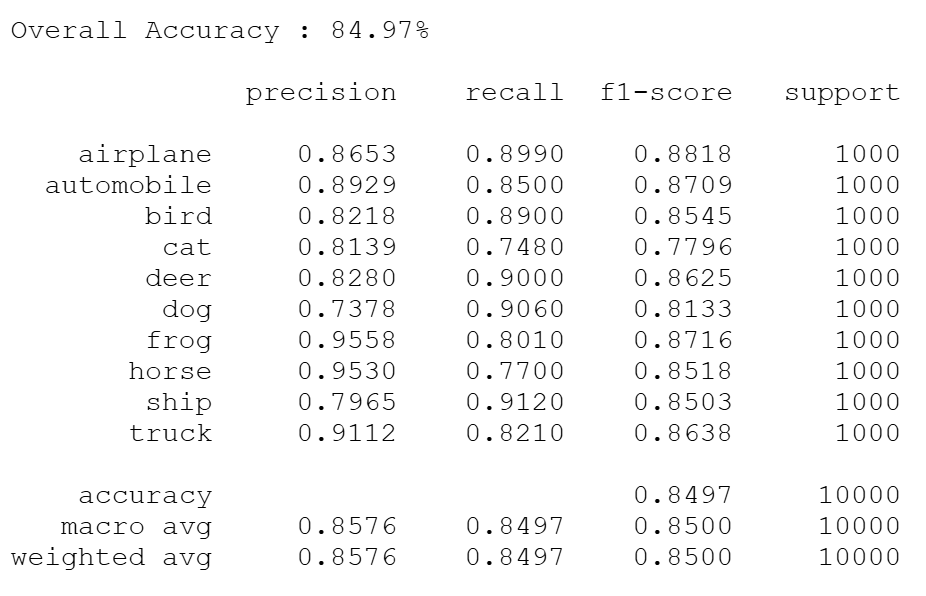 Overall Accuracy : 84.97%
precision recall f1-score support
airplane 0.8653 0.8990 0.8818 1000
automobile 0.8929 0.8500 0.8709 1000
bird 0.8218 0.8900 0.8545 1000
cat 0.8139 0.7480 0.7796 1000
deer 0.8280 0.9000 0.8625 1000
dog 0.7378 0.9060 0.8133 1000
frog 0.9558 0.8010 0.8716 1000
horse 0.9530 0.7700 0.8518 1000
ship 0.7965 0.9120 0.8503 1000
truck 0.9112 0.8210 0.8638 1000
accuracy 0.8497 10000
macro avg 0.8576 0.8497 0.8500 10000
weighted avg 0.8576 0.8497 0.8500 10000